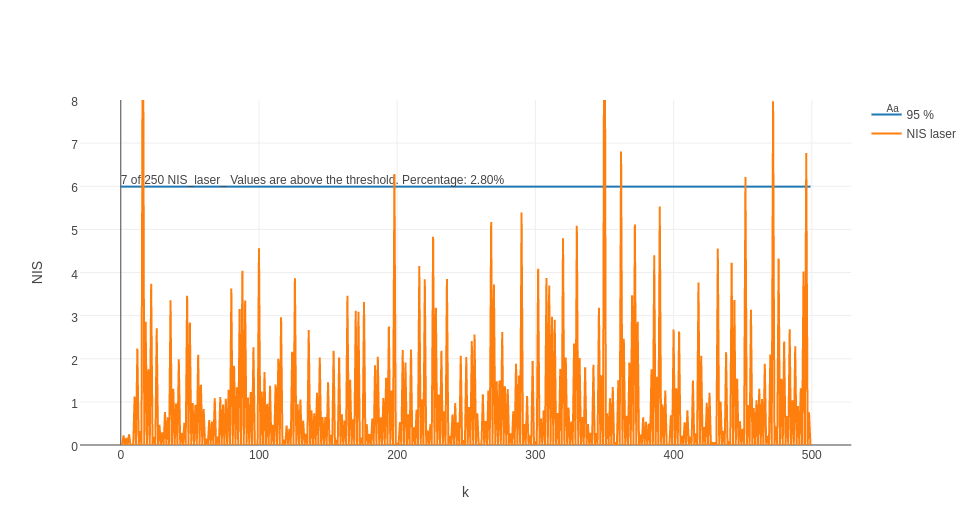 Aa
95 %
NIS laser
8
7
7 of 250 NIS_laser_ Values are above the threshold. Percentage: 2.80%
6
5
4
3
2
1
0
NIS
0 100 200 300 400 500
k